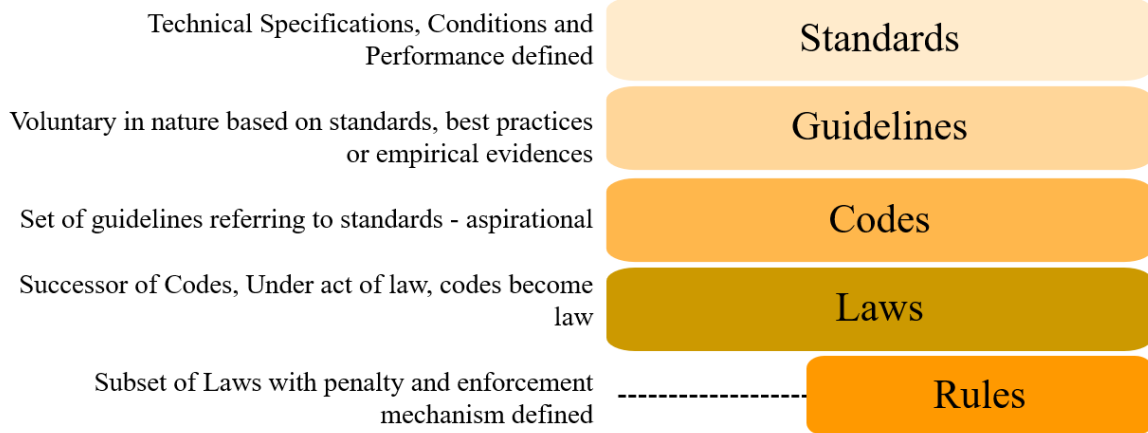 Technical Specifications, Conditions and
Performance defined
Standards
Voluntary in nature based on standards, best practices
or empirical evidences
Guidelines
Set of guidelines referring to standards - aspirational
Codes
Successor of Codes, Under act of law, codes become
law
Laws
Subset of Laws with penalty and enforcement
mechanism defined
Rules